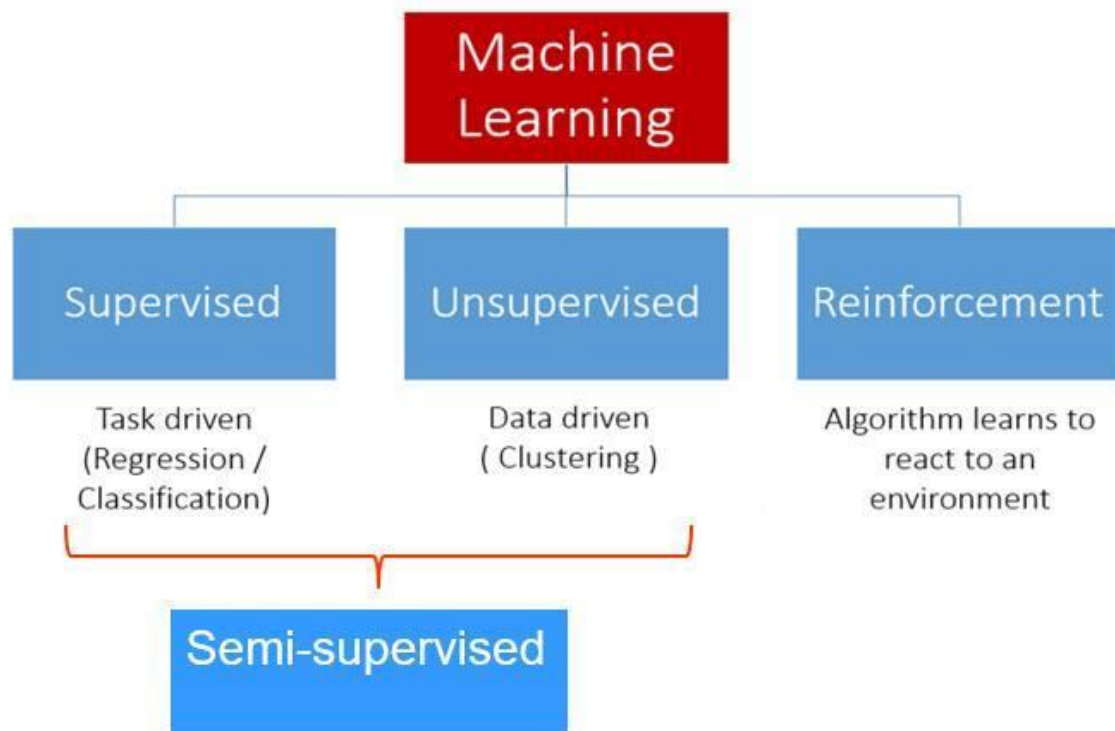 Machine
Learning
Supervised
Unsupervised
Reinforcement
Task driven
(Regression /
Classification)
Data driven
( Clustering )
Algorithm learns to
react to an
environment
Semi-supervised